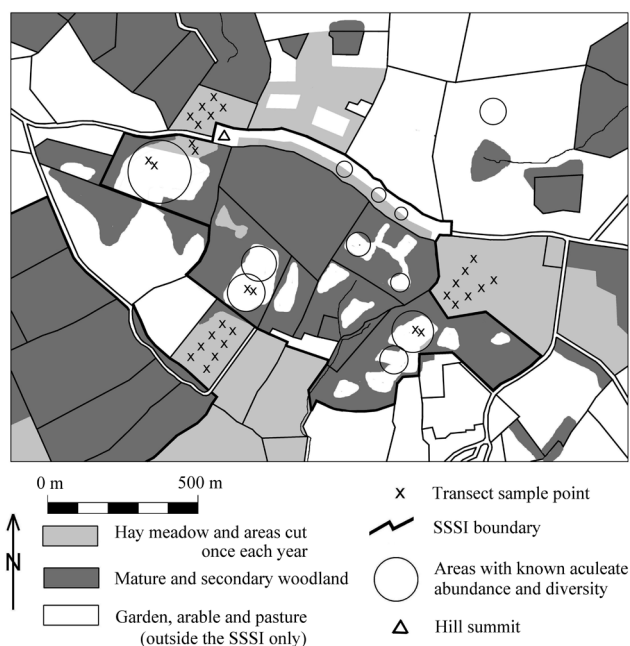 0 m 500 m
N
Hay meadow and areas cut
once each year
Mature and secondary woodland
Garden, arable and pasture
(outside the SSSI only)
x Transect sample point
SSSI boundary
Areas with known aculeate
abundance and diversity
Hill summit